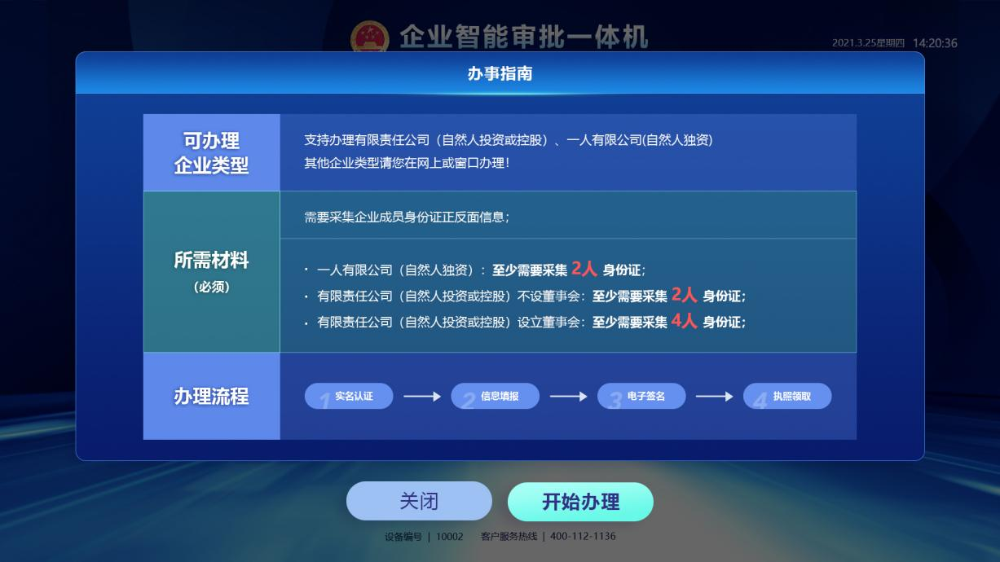 企业智能审批一体机
2021.3.25星期四 14:20:36
办事指南
可办理
企业类型
支持办理有限责任公司（自然人投资或控股）、一人有限公司(自然人独资)
其他企业类型请您在网上或窗口办理！
所需材料
（必须）
需要采集企业成员身份证正反面信息；
· 一人有限公司（自然人独资）：至少需要采集 2人 身份证；
· 有限责任公司（自然人投资或控股）不设董事会：至少需要采集 2人 身份证；
· 有限责任公司（自然人投资或控股）设立董事会：至少需要采集 4人 身份证；
办理流程
1 实名认证
2 信息填报
3 电子签名
4 执照领取
关闭
开始办理
设备编号 | 10002 客户服务热线 | 400-112-1136